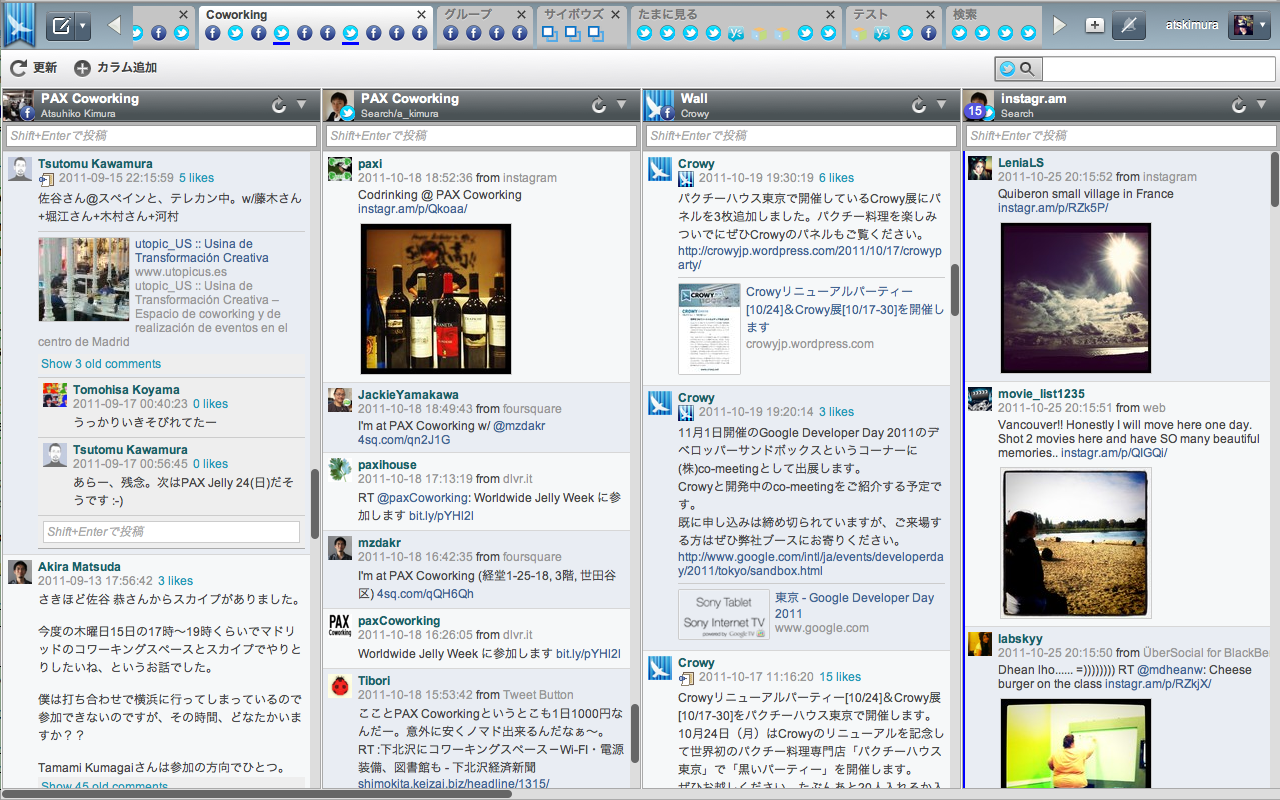 Coworking
グループ
サイボウズ
たまに見る
テスト
検索
atskimura
更新
カラム追加
PAX Coworking
Atsuhiko Kimura
Shift+Enterで投稿
Tsutomu Kawamura
2011-09-15 22:15:59 5 likes
佐谷さん@スペインと、テレカン中。w/藤木さん
+堀江さん+木村さん+河村
utopic_US :: Usina de
Transformación Creativa
www.utopicus.es
utopic_US :: Usina de
Transformación Creativa –
Espacio de coworking y de
realización de eventos en el
centro de Madrid
Show 3 old comments
Tomohisa Koyama
2011-09-17 00:40:23 0 likes
うっかりいきそびれてたー
Tsutomu Kawamura
2011-09-17 00:56:45 0 likes
あらー、残念。次はPAX Jelly 24(日)だそ
うです :-)
Shift+Enterで投稿
Akira Matsuda
2011-09-13 17:56:42 3 likes
さきほど佐谷 恭さんからスカイプがありました。
今度の木曜日15日の17時〜19時くらいでマドリ
ッドのコワーキングスペースとスカイプでやりと
りしたいね、というお話でした。
僕は打ち合わせで横浜に行ってしまっているので
参加できないのですが、その時間、どなたかいま
すか？？
Tamami Kumagaiさんは参加の方向でひとつ。
Show 45 old comments
PAX Coworking
Search/a_kimura
Shift+Enterで投稿
paxi
2011-10-18 18:52:36 from instagram
Codrinking @ PAX Coworking
instagr.am/p/Qkoaa/
JackieYamakawa
2011-10-18 18:49:43 from foursquare
I'm at PAX Coworking w/ @mzdakr
4sq.com/qn2J1G
paxihouse
2011-10-18 17:13:19 from dlvr.it
RT @paxCoworking: Worldwide Jelly Week に参
加します bit.ly/pYHl2l
mzdakr
2011-10-18 16:42:35 from foursquare
I'm at PAX Coworking (経堂1-25-18, 3階, 世田谷
区) 4sq.com/qQH6Qh
PAX
Coworking
paxCoworking
2011-10-18 16:26:05 from dlvr.it
Worldwide Jelly Week に参加します bit.ly/pYHl2l
Tibori
2011-10-18 15:53:42 from Tweet Button
こことPAX Coworkingというとこも1日1000円な
んだー。意外に安くノマド出来るんだなぁ〜。
RT :下北沢にコワーキングスペース－Wi-FI・電源
装備、図書館も - 下北沢経済新聞
shimokita.keizai.biz/headline/1315/
Wall
Crowy
Shift+Enterで投稿
Crowy
2011-10-19 19:30:19 6 likes
パクチーハウス東京で開催しているCrowy展にパ
ネルを3枚追加しました。パクチー料理を楽しみ
ついでにぜひCrowyのパネルもご覧ください。
http://crowyjp.wordpress.com/2011/10/17/crowyp
arty/
CROWY
Crowyリニューアルパーティー
[10/24]＆Crowy展[10/17-30]を開催し
ます
crowyjp.wordpress.com
Crowy
2011-10-19 19:20:14 3 likes
11月1日開催のGoogle Developer Day 2011のデ
ベロッパーサンドボックスというコーナーに
(株)co-meetingとして出展します。
Crowyと開発中のco-meetingをご紹介する予定で
す。
既に申し込みは締め切られていますが、ご来場す
る方はぜひ弊社ブースにお寄りください。
http://www.google.com/intl/ja/events/developerda
y/2011/tokyo/sandbox.html
Sony Tablet
Sony Internet TV
powered by Google TV
東京 - Google Developer Day
2011
www.google.com
Crowy
2011-10-17 11:16:20 15 likes
Crowyリニューアルパーティー[10/24]＆Crowy展
[10/17-30]をパクチーハウス東京で開催します。
10月24日（月）はCrowyのリニューアルを記念し
て世界初のパクチー料理専門店「パクチーハウス
東京」で「黒いパーティー」を開催します。
ぜひお越しください。たぶんあと20人入れるか入
15
instagr.am
Search
Shift+Enterで投稿
LeniaLS
2011-10-25 20:15:52 from instagram
Quiberon small village in France
instagr.am/p/RZk5P/
movie_list1235
2011-10-25 20:15:51 from web
Vancouver!! Honestly I will move here one day.
Shot 2 movies here and have SO many beautiful
memories.. instagr.am/p/QIGQi/
labskyy
2011-10-25 20:15:50 from ÜberSocial for BlackBe
Dhean lho...... =)))))))) RT @mdheanw: Cheese
burger on the class instagr.am/p/RZkjX/